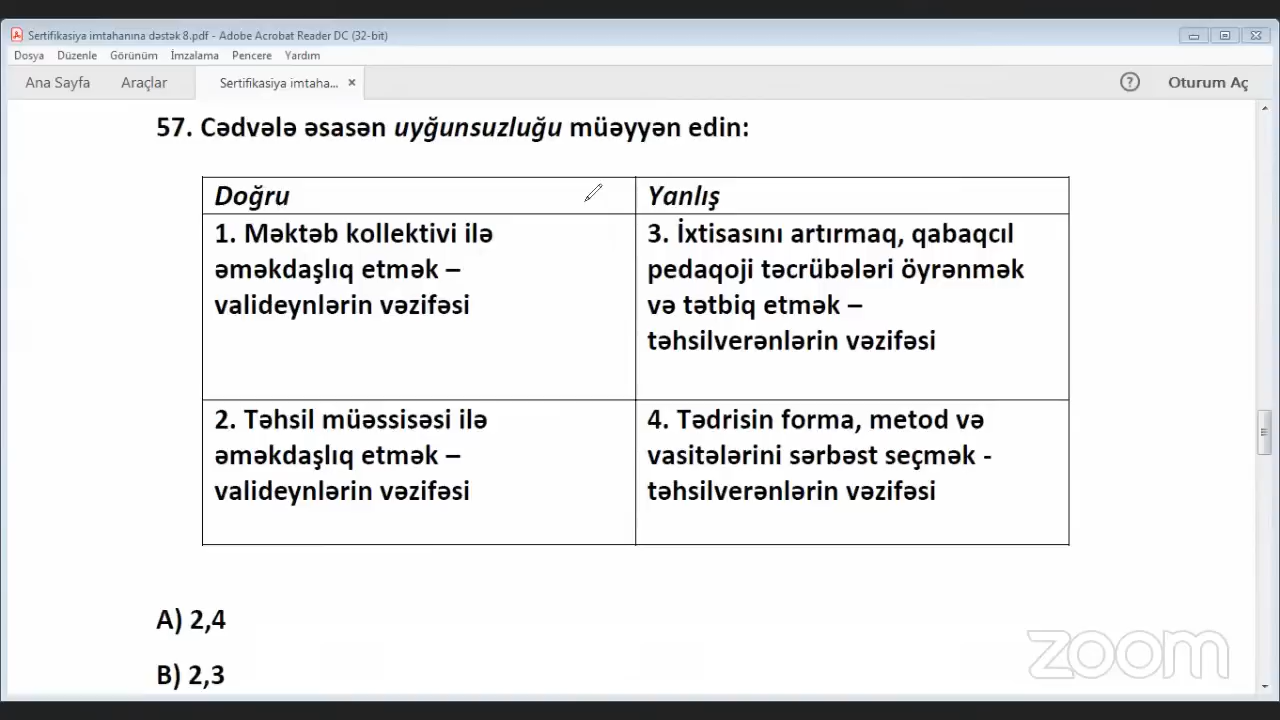 Sertifikasiya imtahanına dəstək 8.pdf - Adobe Acrobat Reader DC (32-bit)
Dosya Düzenle Görünüm İmzalama Pencere Yardım
Ana Sayfa Araçlar Sertifikasiya imtaha... × ? Oturum Aç
57. Cədvələ əsasən uyğunsuzluğu müəyyən edin:
Doğru
Yanlış
1. Məktəb kollektivi ilə
əməkdaşlıq etmək –
valideynlərin vəzifəsi
3. İxtisasını artırmaq, qabaqcıl
pedaqoji təcrübələri öyrənmək
və tətbiq etmək –
təhsilverənlərin vəzifəsi
2. Təhsil müəssisəsi ilə
əməkdaşlıq etmək –
valideynlərin vəzifəsi
4. Tədrisin forma, metod və
vasitələrini sərbəst seçmək -
təhsilverənlərin vəzifəsi
A) 2,4
B) 2,3
zoom